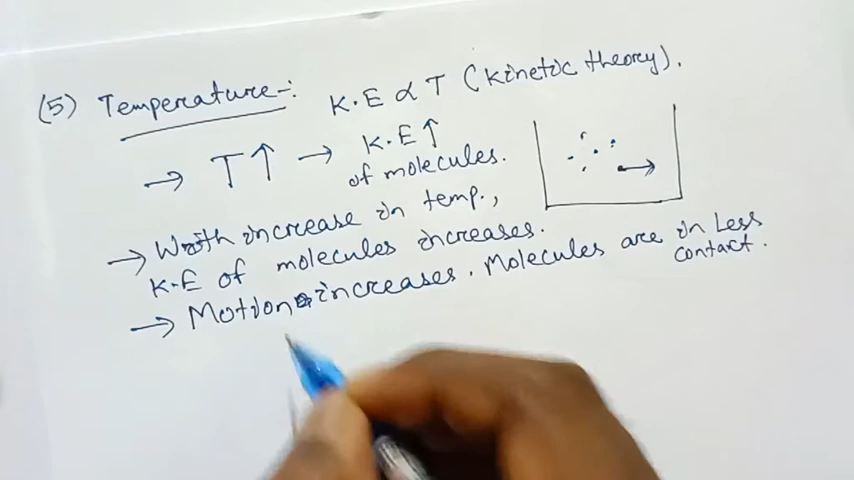 (5) Temperature-: K.E ∝ T (Kinetic theory).
→ T↑ → K.E↑ of molecules.
→ With increase in temp.,
K.E of molecules increases.
→ Motion increases. Molecules are in Less
contact.